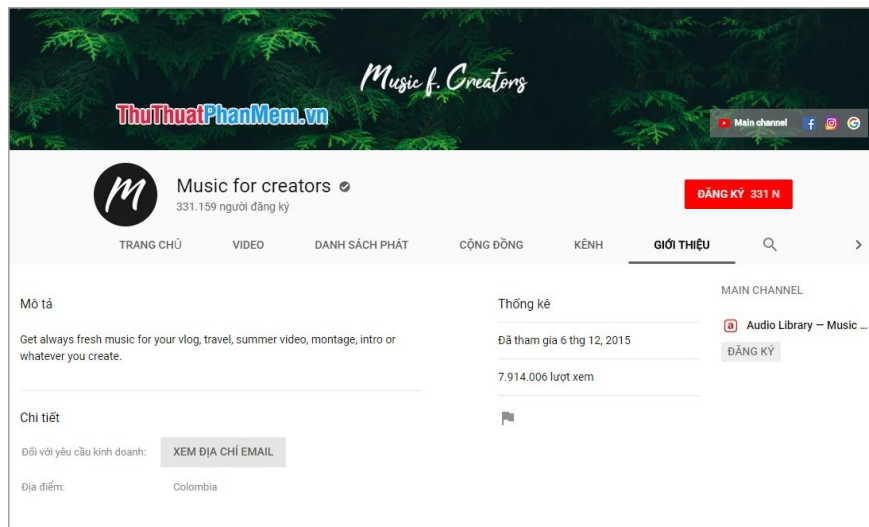 Music f. Creators
ThuThuatPhanMem.vn
Main channel
M
Music for creators
331.159 người đăng ký
ĐĂNG KÝ 331 N
TRANG CHỦ VIDEO DANH SÁCH PHÁT CỘNG ĐỒNG KÊNH GIỚI THIỆU
Mô tả
Get always fresh music for your vlog, travel, summer video, montage, intro or
whatever you create.
Chi tiết
Đối với yêu cầu kinh doanh: XEM ĐỊA CHỈ EMAIL
Địa điểm: Colombia
Thống kê
Đã tham gia 6 thg 12, 2015
7.914.006 lượt xem
MAIN CHANNEL
a Audio Library — Music ...
ĐĂNG KÝ